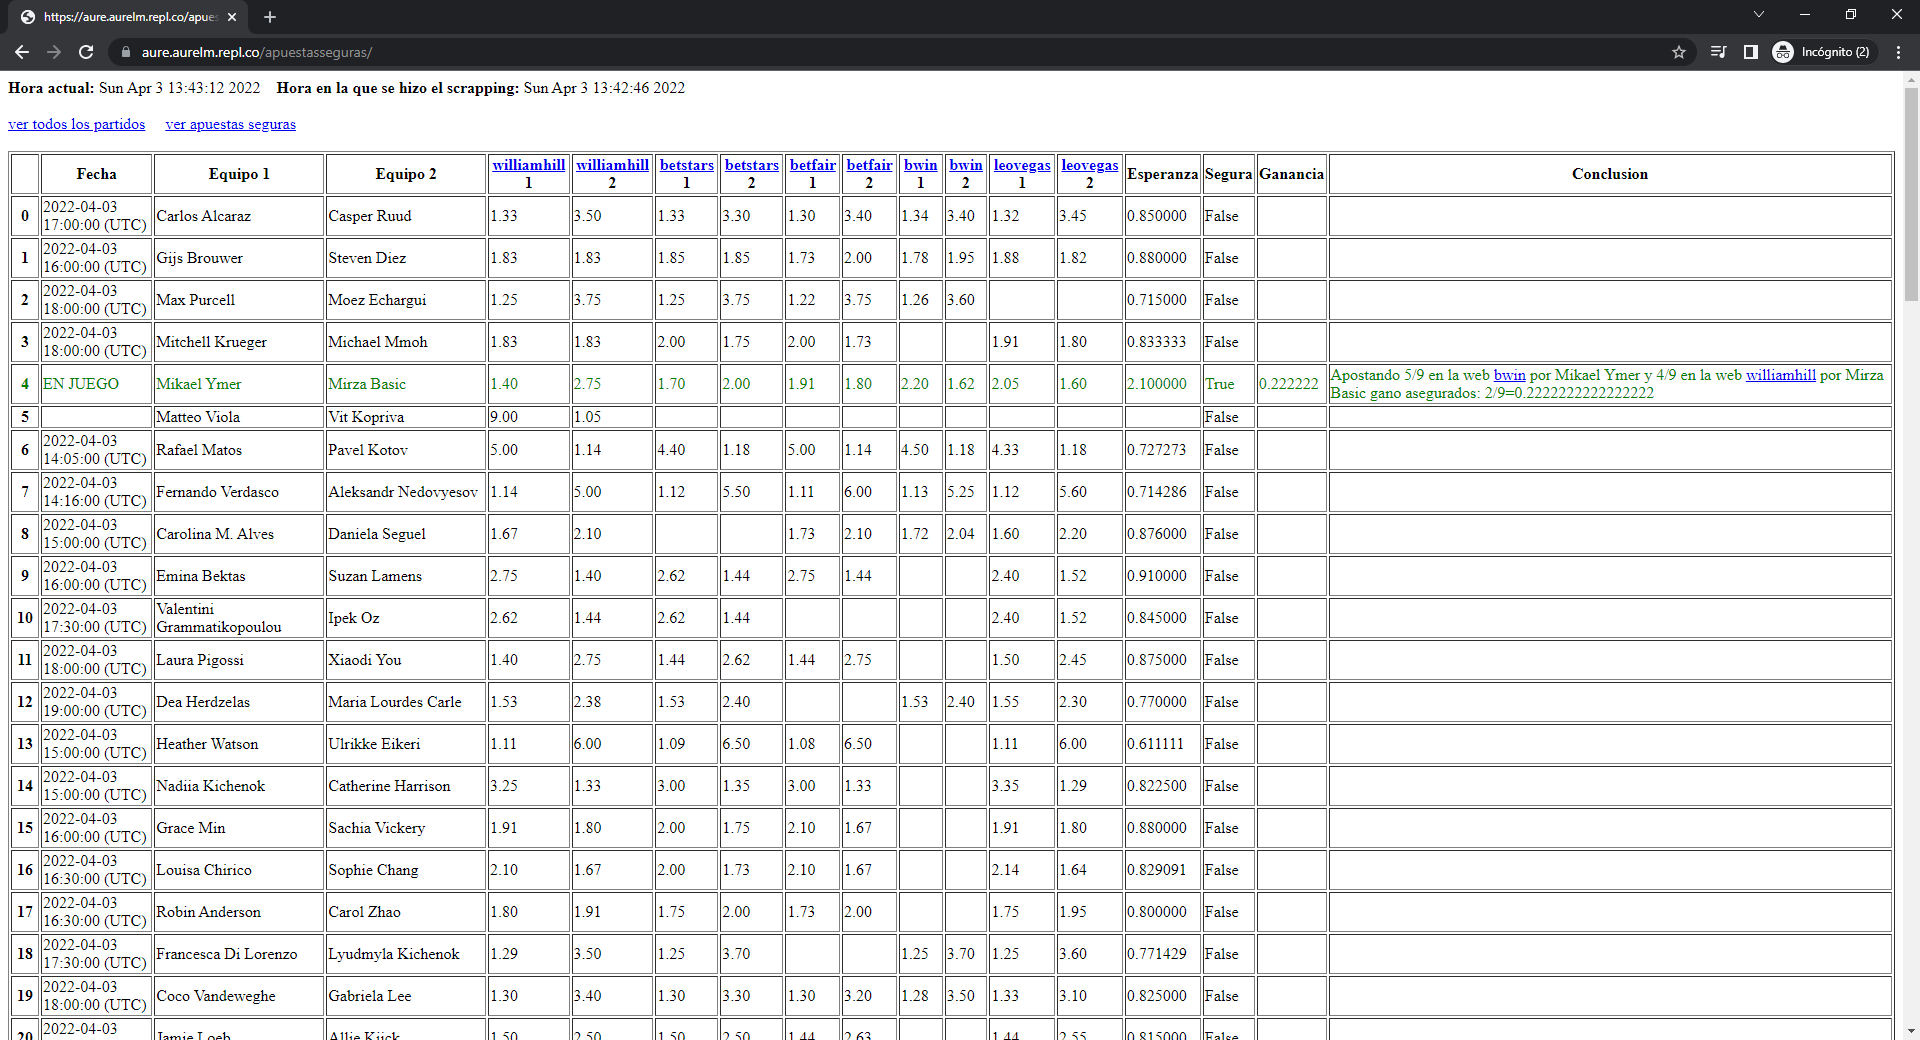 https://aure.aurelm.repl.co/apues
aure.aurelm.repl.co/apuestasseguras/
Incógnito (2)
Hora actual: Sun Apr 3 13:43:12 2022 Hora en la que se hizo el scrapping: Sun Apr 3 13:42:46 2022
ver todos los partidos ver apuestas seguras
Fecha Equipo 1 Equipo 2 williamhill 1 williamhill 2 betstars 1 betstars 2 betfair 1 betfair 2 bwin 1 bwin 2 leovegas 1 leovegas 2 Esperanza Segura Ganancia Conclusion
0 2022-04-03 17:00:00 (UTC) Carlos Alcaraz Casper Ruud 1.33 3.50 1.33 3.30 1.30 3.40 1.34 3.40 1.32 3.45 0.850000 False
1 2022-04-03 16:00:00 (UTC) Gijs Brouwer Steven Diez 1.83 1.83 1.85 1.85 1.73 2.00 1.78 1.95 1.88 1.82 0.880000 False
2 2022-04-03 18:00:00 (UTC) Max Purcell Moez Echargui 1.25 3.75 1.25 3.75 1.22 3.75 1.26 3.60 0.715000 False
3 2022-04-03 18:00:00 (UTC) Mitchell Krueger Michael Mmoh 1.83 1.83 2.00 1.75 2.00 1.73 1.91 1.80 0.833333 False
4 EN JUEGO Mikael Ymer Mirza Basic 1.40 2.75 1.70 2.00 1.91 1.80 2.20 1.62 2.05 1.60 2.100000 True 0.222222 Apostando 5/9 en la web bwin por Mikael Ymer y 4/9 en la web williamhill por Mirza Basic gano asegurados: 2/9=0.2222222222222222
5 Matteo Viola Vit Kopriva 9.00 1.05 False
6 2022-04-03 14:05:00 (UTC) Rafael Matos Pavel Kotov 5.00 1.14 4.40 1.18 5.00 1.14 4.50 1.18 4.33 1.18 0.727273 False
7 2022-04-03 14:16:00 (UTC) Fernando Verdasco Aleksandr Nedovyesov 1.14 5.00 1.12 5.50 1.11 6.00 1.13 5.25 1.12 5.60 0.714286 False
8 2022-04-03 15:00:00 (UTC) Carolina M. Alves Daniela Seguel 1.67 2.10 1.73 2.10 1.72 2.04 1.60 2.20 0.876000 False
9 2022-04-03 16:00:00 (UTC) Emina Bektas Suzan Lamens 2.75 1.40 2.62 1.44 2.75 1.44 2.40 1.52 0.910000 False
10 2022-04-03 17:30:00 (UTC) Valentini Grammatikopoulou Ipek Oz 2.62 1.44 2.62 1.44 2.40 1.52 0.845000 False
11 2022-04-03 18:00:00 (UTC) Laura Pigossi Xiaodi You 1.40 2.75 1.44 2.62 1.44 2.75 1.50 2.45 0.875000 False
12 2022-04-03 19:00:00 (UTC) Dea Herdzelas Maria Lourdes Carle 1.53 2.38 1.53 2.40 1.53 2.40 1.55 2.30 0.770000 False
13 2022-04-03 15:00:00 (UTC) Heather Watson Ulrikke Eikeri 1.11 6.00 1.09 6.50 1.08 6.50 1.11 6.00 0.611111 False
14 2022-04-03 15:00:00 (UTC) Nadiia Kichenok Catherine Harrison 3.25 1.33 3.00 1.35 3.00 1.33 3.35 1.29 0.822500 False
15 2022-04-03 16:00:00 (UTC) Grace Min Sachia Vickery 1.91 1.80 2.00 1.75 2.10 1.67 1.91 1.80 0.880000 False
16 2022-04-03 16:30:00 (UTC) Louisa Chirico Sophie Chang 2.10 1.67 2.00 1.73 2.10 1.67 2.14 1.64 0.829091 False
17 2022-04-03 16:30:00 (UTC) Robin Anderson Carol Zhao 1.80 1.91 1.75 2.00 1.73 2.00 1.75 1.95 0.800000 False
18 2022-04-03 17:30:00 (UTC) Francesca Di Lorenzo Lyudmyla Kichenok 1.29 3.50 1.25 3.70 1.25 3.70 1.25 3.60 0.771429 False
19 2022-04-03 18:00:00 (UTC) Coco Vandeweghe Gabriela Lee 1.30 3.40 1.30 3.30 1.30 3.20 1.28 3.50 1.33 3.10 0.825000 False
20 2022-04-03 Jamie Loeb Allie Kiick 1.50 2.50 1.50 2.50 1.44 2.63 1.44 2.55 0.815000 False